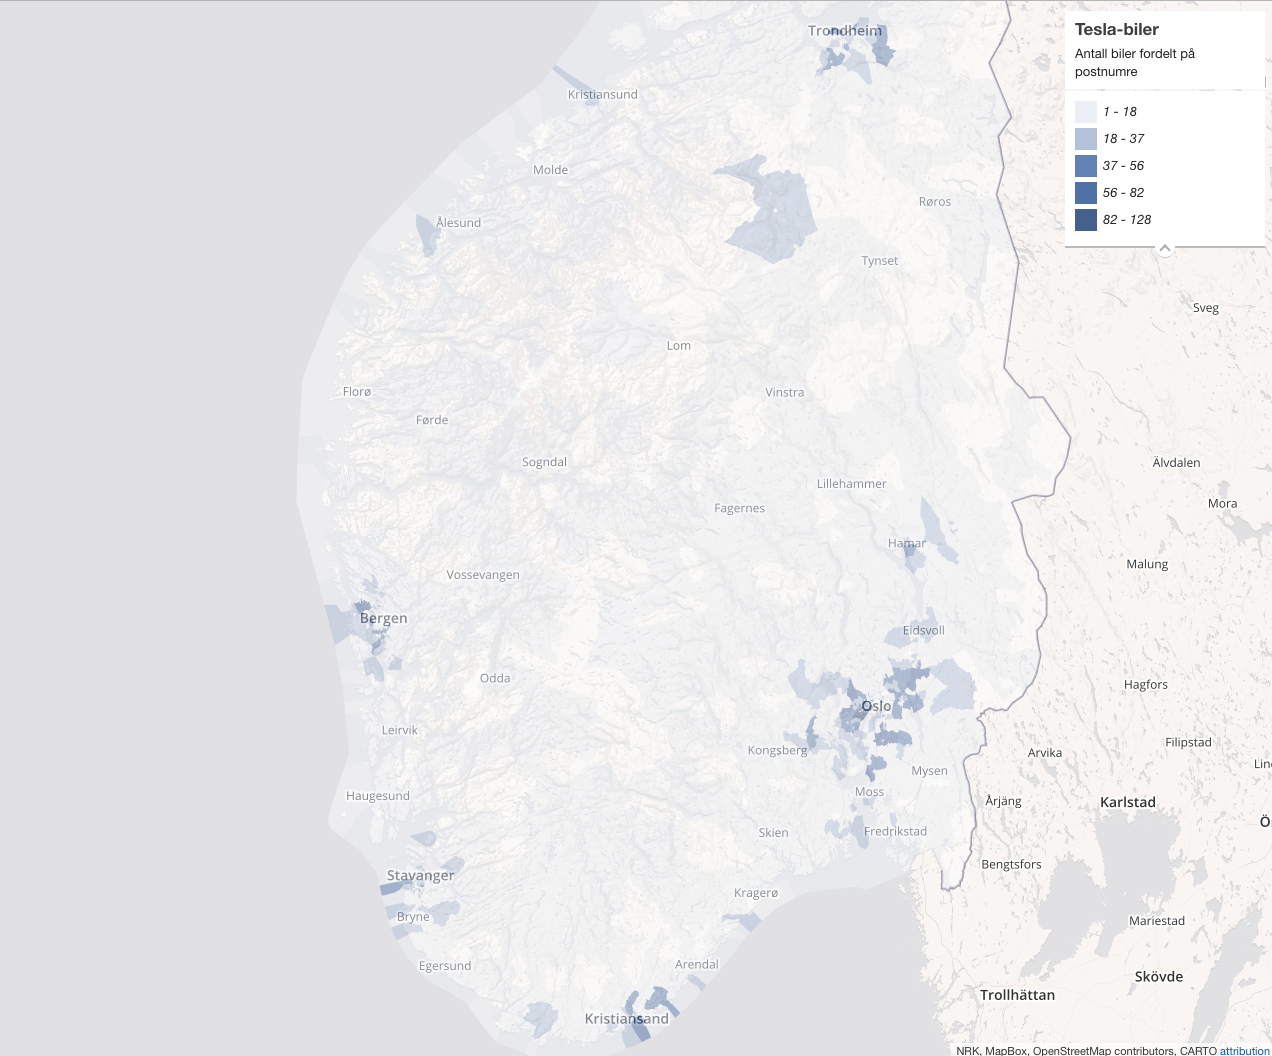 Tesla-biler
Antall biler fordelt på
postnumre
1 - 18
18 - 37
37 - 56
56 - 82
82 - 128
Trondheim
Kristiansund
Molde
Røros
Ålesund
Tynset
Sveg
Lom
Florø
Vinstra
Førde
Sogndal
Älvdalen
Lillehammer
Mora
Fagernes
Hamar
Malung
Vossevangen
Bergen
Eidsvoll
Odda
Hagfors
Oslo
Leirvik
Filipstad
Kongsberg
Arvika
Lin
Mysen
Moss
Haugesund
Årjäng
Karlstad
Ö
Skien
Fredrikstad
Bengtsfors
Stavanger
Kragerø
Bryne
Mariestad
Arendal
Egersund
Skövde
Trollhättan
Kristiansand
NRK, MapBox, OpenStreetMap contributors, CARTO attribution